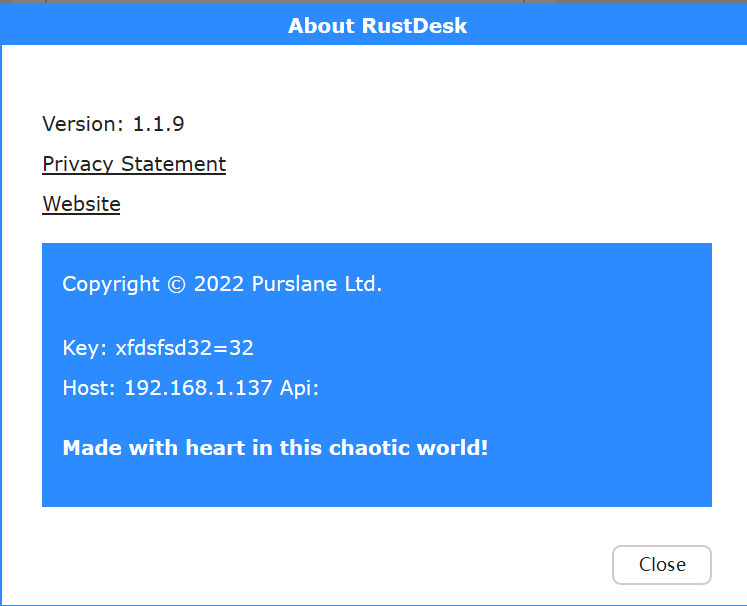 About RustDesk
Version: 1.1.9
Privacy Statement
Website
Copyright © 2022 Purslane Ltd.
Key: xfdsfsd32=32
Host: 192.168.1.137 Api:
Made with heart in this chaotic world!
Close